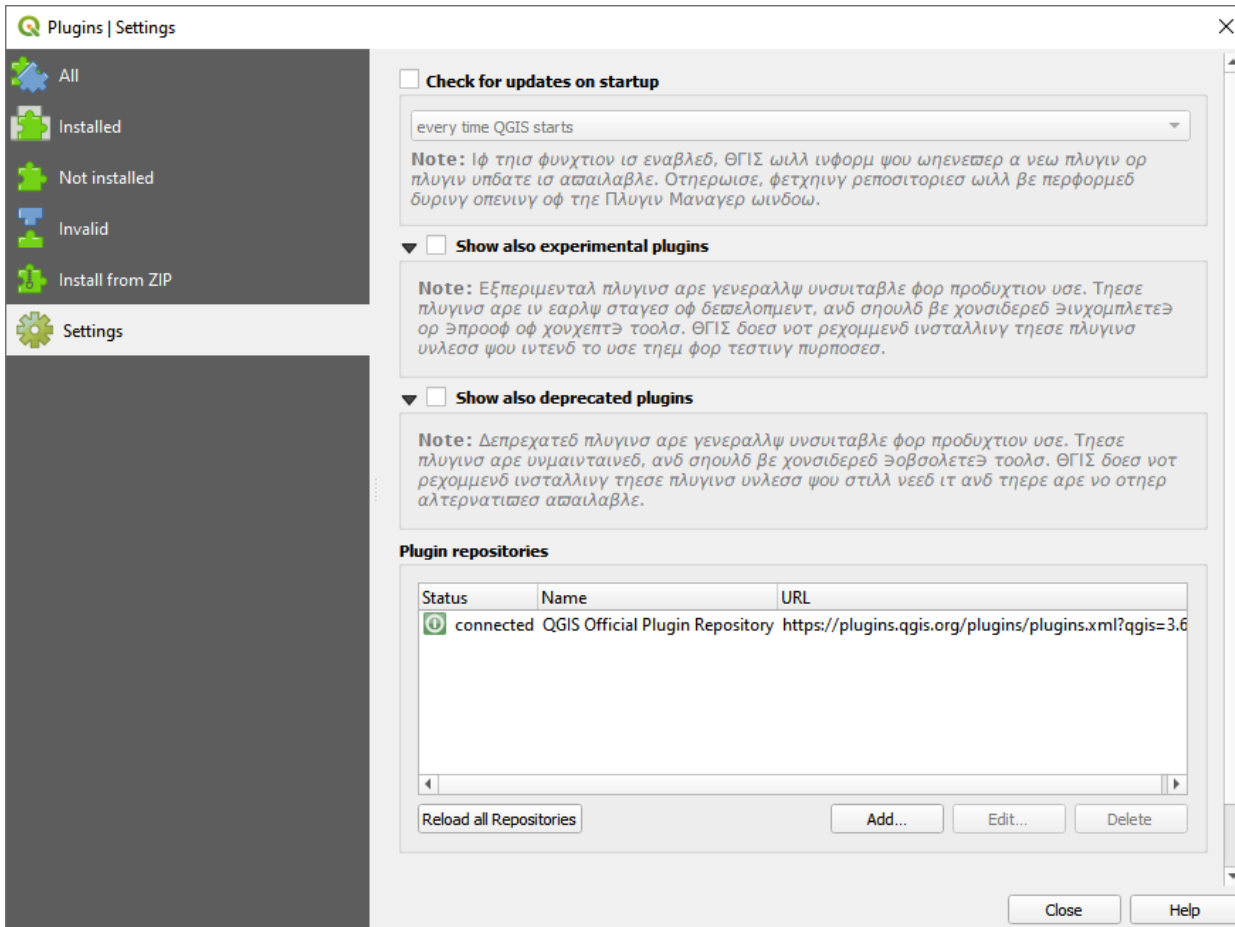 Plugins | Settings
All
Installed
Not installed
Invalid
Install from ZIP
Settings
Check for updates on startup
every time QGIS starts
Note: Ιφ τηισ φυνχτιον ισ εναβλεδ, ΘΓΙΣ ωιλλ ινφορμ ψου ωηενεϖερ α νεω πλυγιν ορ
πλυγιν υπδατε ισ αϖαιλαβλε. Οτηερωισε, φετχηινγ ρεποσιτοριεσ ωιλλ βε περφορμεδ
δυρινγ οπενινγ οφ τηε Πλυγιν Μαναγερ ωινδοω.
Show also experimental plugins
Note: Εξπεριμενταλ πλυγινσ αρε γενεραλλψ υνσυιταβλε φορ προδυχτιον υσε. Τηεσε
πλυγινσ αρε ιν εαρλψ σταγεσ οφ δεϖελοπμεντ, ανδ σηουλδ βε χονσιδερεδ ∋ινχομπλετε∋
ορ ∋προοφ οφ χονχεπτ∋ τοολσ. ΘΓΙΣ δοεσ νοτ ρεχομμενδ ινσταλλινγ τηεσε πλυγινσ
υνλεσσ ψου ιντενδ το υσε τηεμ φορ τεστινγ πυρποσεσ.
Show also deprecated plugins
Note: Δεπρεχατεδ πλυγινσ αρε γενεραλλψ υνσυιταβλε φορ προδυχτιον υσε. Τηεσε
πλυγινσ αρε υνμαινταινεδ, ανδ σηουλδ βε χονσιδερεδ ∋οβσολετε∋ τοολσ. ΘΓΙΣ δοεσ νοτ
ρεχομμενδ ινσταλλινγ τηεσε πλυγινσ υνλεσσ ψου στιλλ νεεδ ιτ ανδ τηερε αρε νο οτηερ
αλτερνατιϖεσ αϖαιλαβλε.
Plugin repositories
Status Name URL
connected QGIS Official Plugin Repository https://plugins.qgis.org/plugins/plugins.xml?qgis=3.6
Reload all Repositories Add... Edit... Delete
Close Help